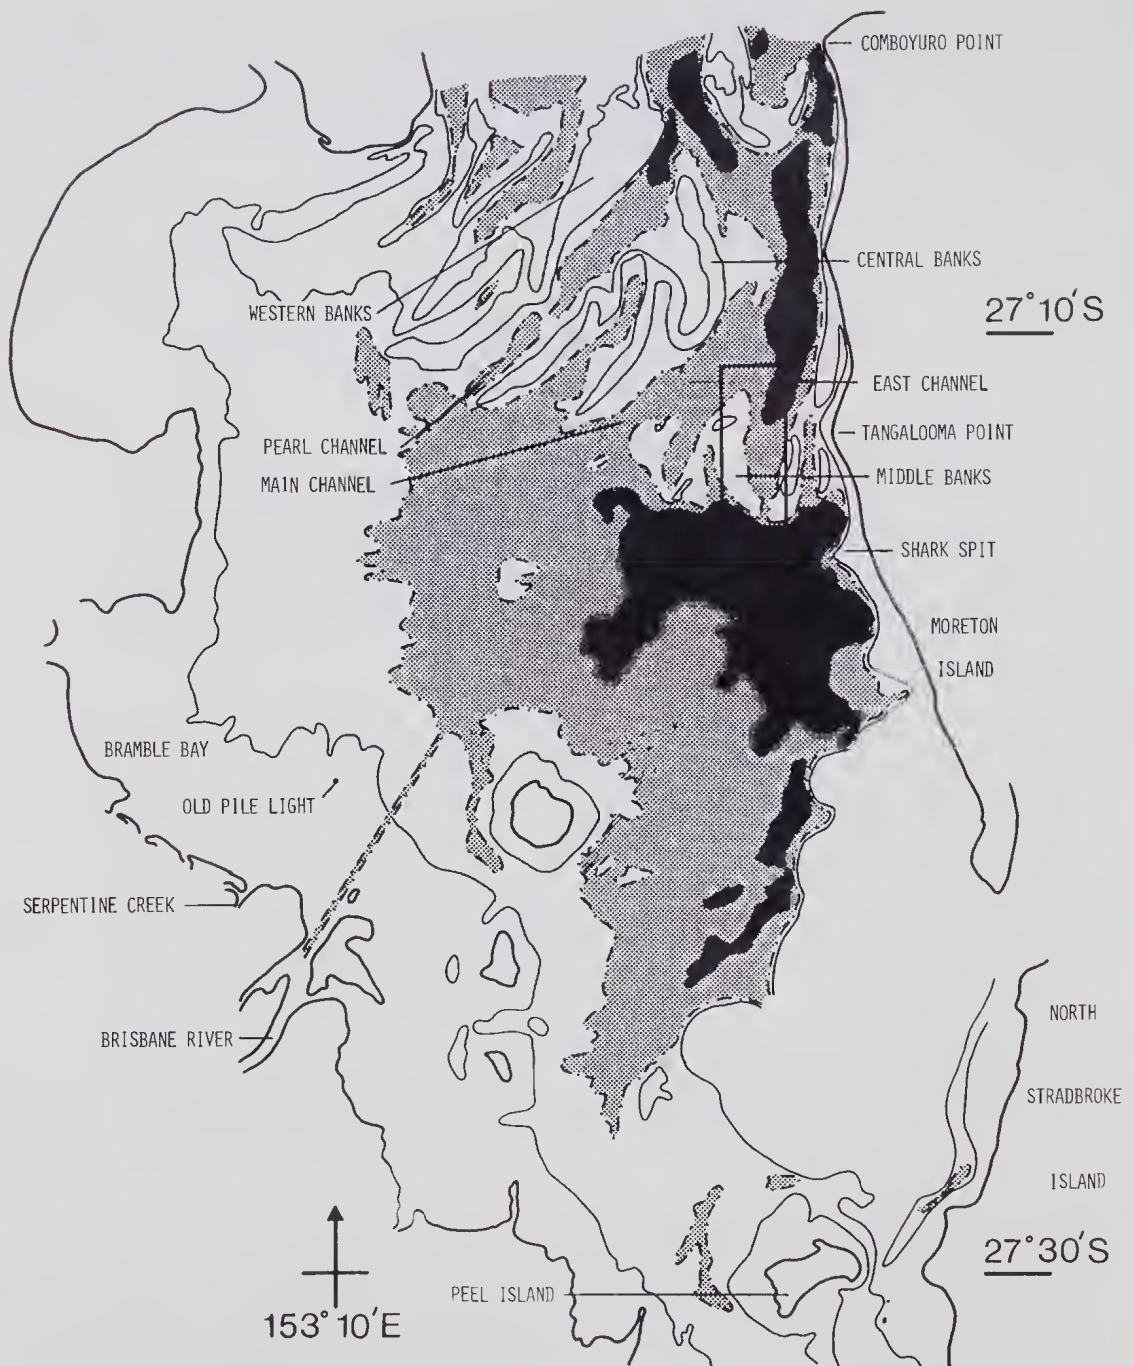 COMBOYURO POINT
CENTRAL BANKS
27°10'S
WESTERN BANKS
EAST CHANNEL
TANGALOOMA POINT
PEARL CHANNEL
MAIN CHANNEL
MIDDLE BANKS
SHARK SPIT
MORETON
ISLAND
BRAMBLE BAY
OLD PILE LIGHT
SERPENTINE CREEK
BRISBANE RIVER
NORTH
STRADBROKE
ISLAND
27°30'S
PEEL ISLAND
153°10'E